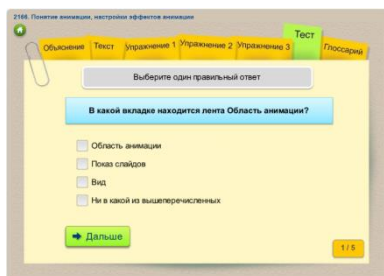 2166. Понятие анимации, настройки эффектов анимации
Объяснение
Текст
Упражнение 1
Упражнение 2
Упражнение 3
Тест
Глоссарий
Выберите один правильный ответ
В какой вкладке находится лента Область анимации?
Область анимации
Показ слайдов
Вид
Ни в какой из вышеперечисленных
Дальше
1 / 5